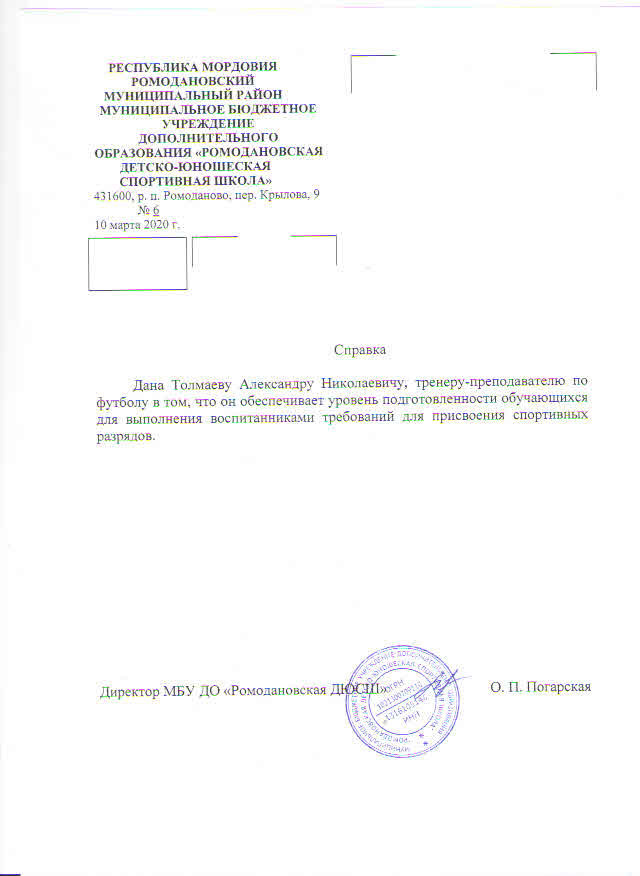 РЕСПУБЛИКА МОРДОВИЯ
РОМОДАНОВСКИЙ
МУНИЦИПАЛЬНЫЙ РАЙОН
МУНИЦИПАЛЬНОЕ БЮДЖЕТНОЕ
УЧРЕЖДЕНИЕ
ДОПОЛНИТЕЛЬНОГО
ОБРАЗОВАНИЯ «РОМОДАНОВСКАЯ
ДЕТСКО-ЮНОШЕСКАЯ
СПОРТИВНАЯ ШКОЛА»
431600, р. п. Ромоданово, пер. Крылова, 9
№ 6
10 марта 2020 г.
Справка
Дана Толмаеву Александру Николаевичу, тренеру-преподавателю по
футболу в том, что он обеспечивает уровень подготовленности обучающихся
для выполнения воспитанниками требований для присвоения спортивных
разрядов.
Директор МБУ ДО «Ромодановская ДЮСШ»
О. П. Погарская
ОГРН
ИНН